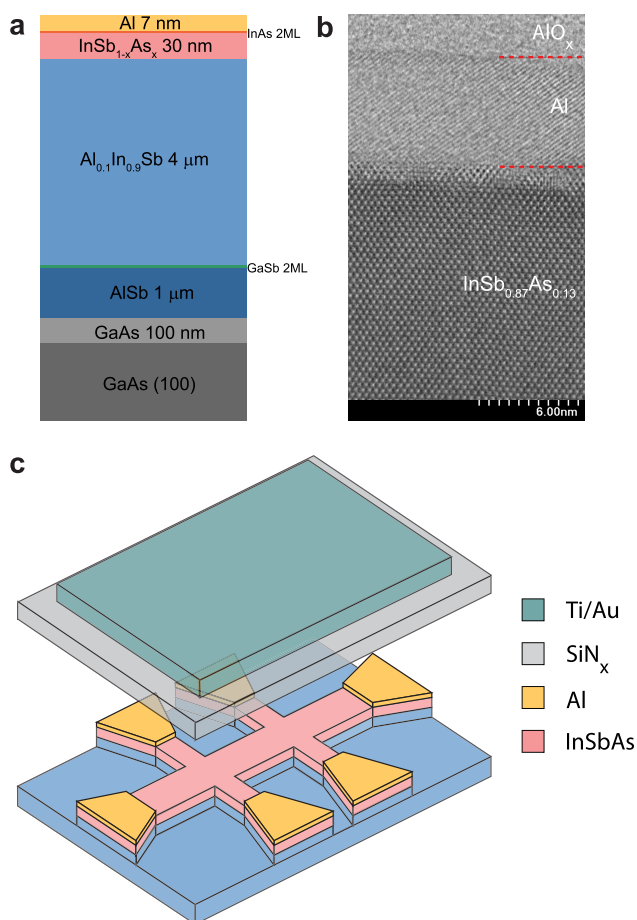 a
Al 7 nm
InAs 2ML
InSb₁₋ₓAsₓ 30 nm
Al₀.₁In₀.₉Sb 4 μm
GaSb 2ML
AlSb 1 μm
GaAs 100 nm
GaAs (100)
b
AlOₓ
Al
InSb₀.₈₇As₀.₁₃
6.00nm
c
Ti/Au
SiNₓ
Al
InSbAs